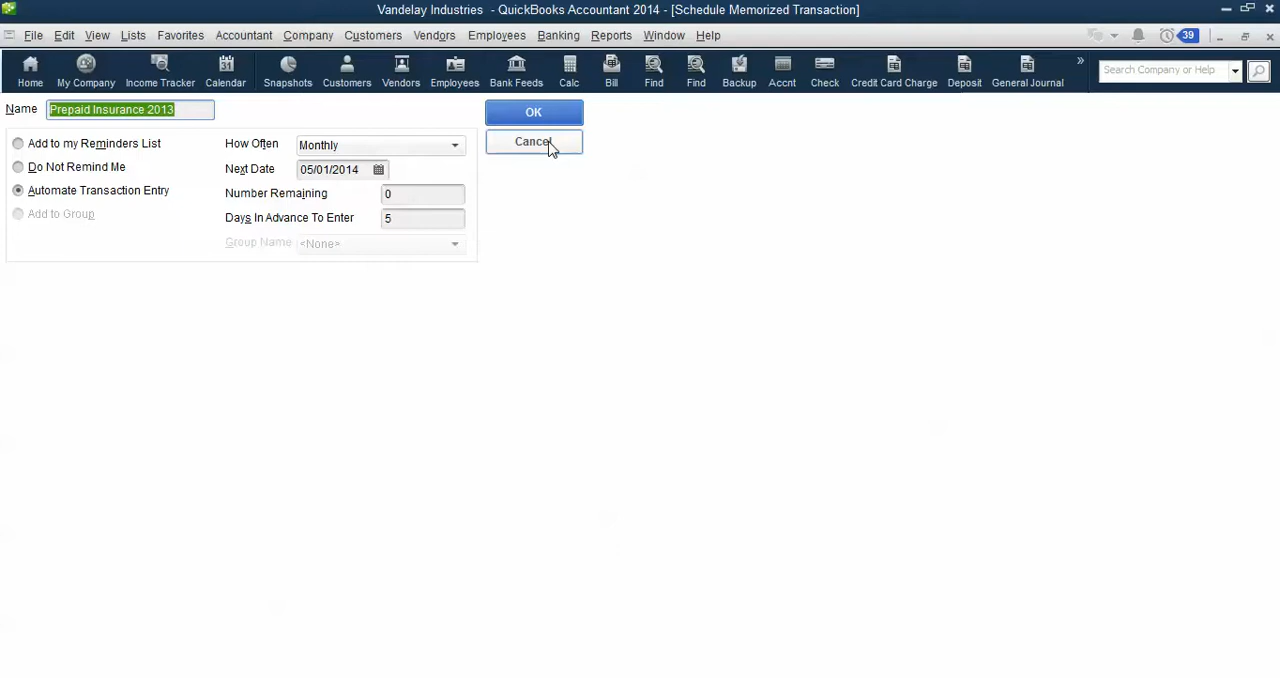 Vandelay Industries - QuickBooks Accountant 2014 - [Schedule Memorized Transaction]
File Edit View Lists Favorites Accountant Company Customers Vendors Employees Banking Reports Window Help 39
Home My Company Income Tracker Calendar Snapshots Customers Vendors Employees Bank Feeds Calc Bill Find Find Backup Accnt Check Credit Card Charge Deposit General Journal » Search Company or Help
31
Name Prepaid Insurance 2013 OK
Add to my Reminders List How Often Monthly Cancel
Do Not Remind Me Next Date 05/01/2014
Automate Transaction Entry Number Remaining 0
Add to Group Days In Advance To Enter 5
Group Name <None>